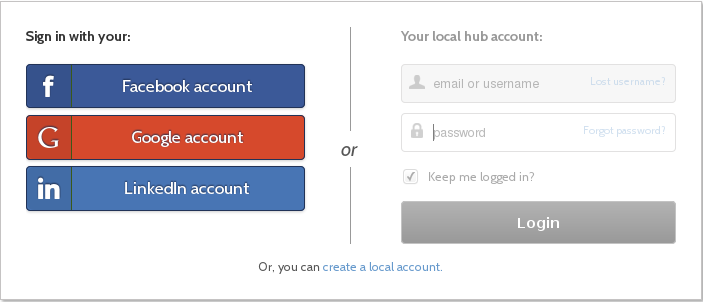 Sign in with your:
f Facebook account
G Google account
in LinkedIn account
or
Your local hub account:
email or username Lost username?
password Forgot password?
Keep me logged in?
Login
Or, you can create a local account.